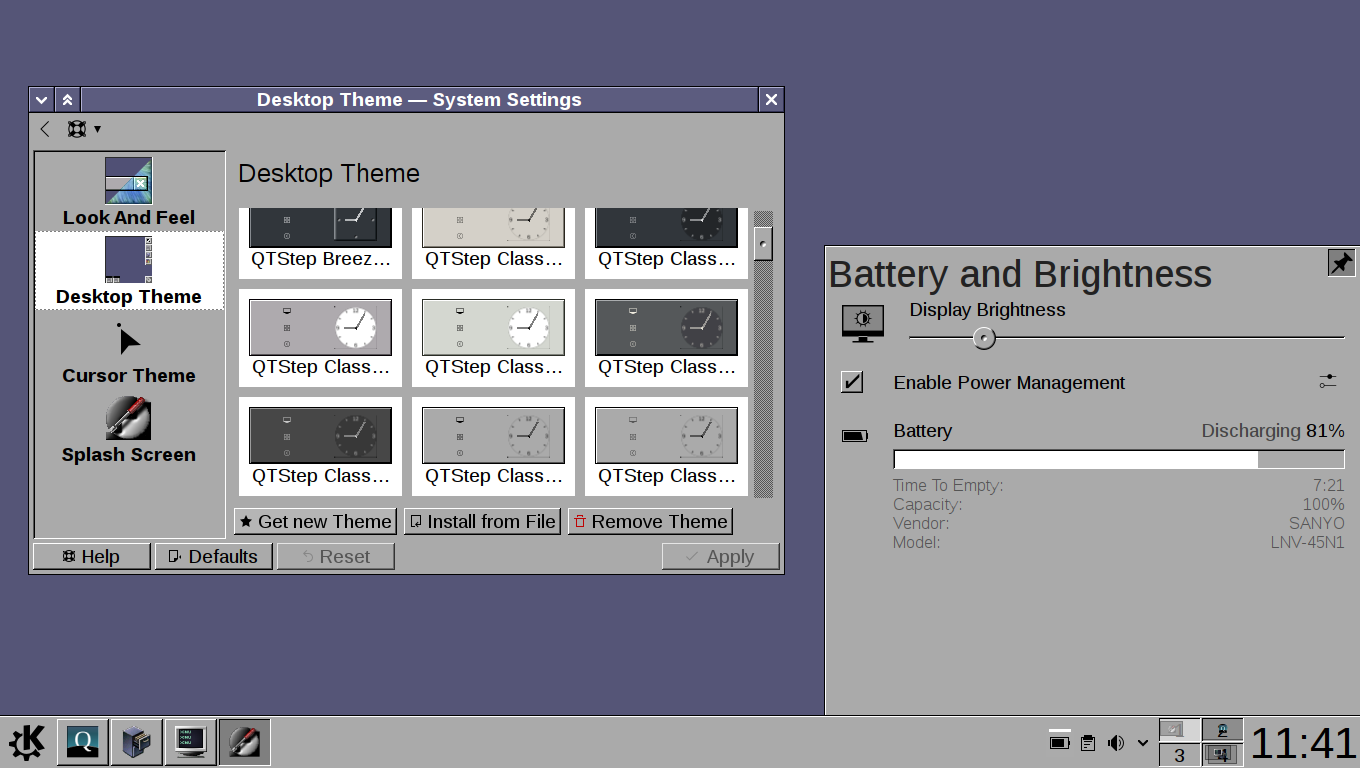 Desktop Theme — System Settings
Look And Feel
Desktop Theme
Cursor Theme
Splash Screen
Desktop Theme
QTStep Breez...
QTStep Class...
QTStep Class...
QTStep Class...
QTStep Class...
QTStep Class...
QTStep Class...
QTStep Class...
QTStep Class...
Get new Theme
Install from File
Remove Theme
Help
Defaults
Reset
Apply
Battery and Brightness
Display Brightness
Enable Power Management
Battery
Discharging 81%
Time To Empty: 7:21
Capacity: 100%
Vendor: SANYO
Model: LNV-45N1
K
Q
2
3
4
11:41